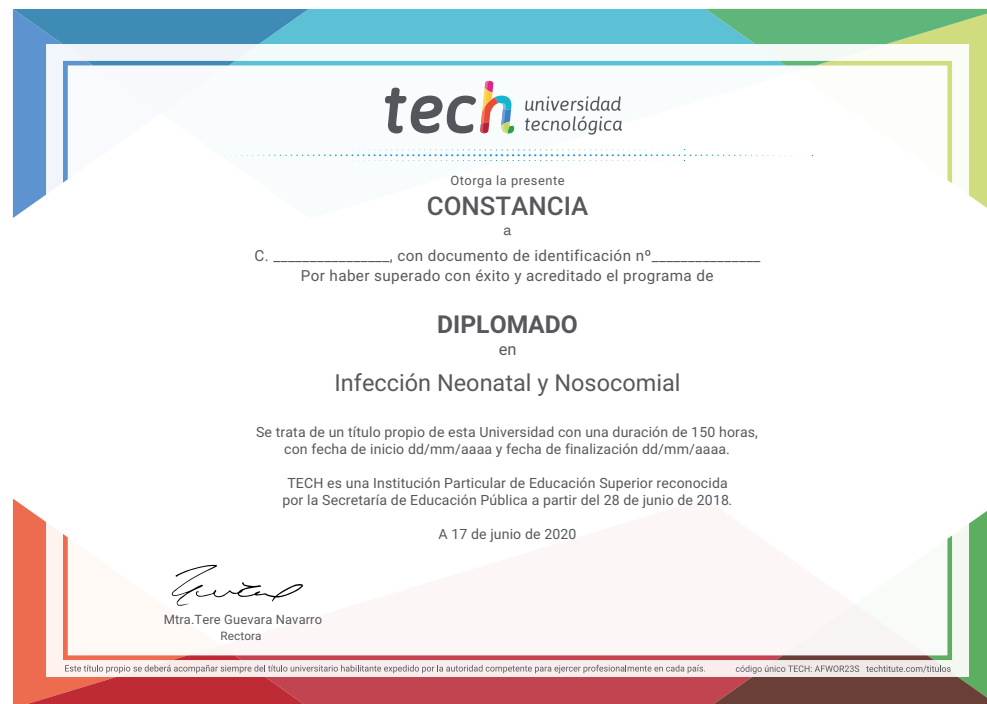 tech universidad
tecnológica
Otorga la presente
CONSTANCIA
a
C. ________________, con documento de identificación nº_______________
Por haber superado con éxito y acreditado el programa de
DIPLOMADO
en
Infección Neonatal y Nosocomial
Se trata de un título propio de esta Universidad con una duración de 150 horas,
con fecha de inicio dd/mm/aaaa y fecha de finalización dd/mm/aaaa.
TECH es una Institución Particular de Educación Superior reconocida
por la Secretaría de Educación Pública a partir del 28 de junio de 2018.
A 17 de junio de 2020
Mtra.Tere Guevara Navarro
Rectora
Este título propio se deberá acompañar siempre del título universitario habilitante expedido por la autoridad competente para ejercer profesionalmente en cada país. código único TECH: AFWOR23S techtitute.com/titulos